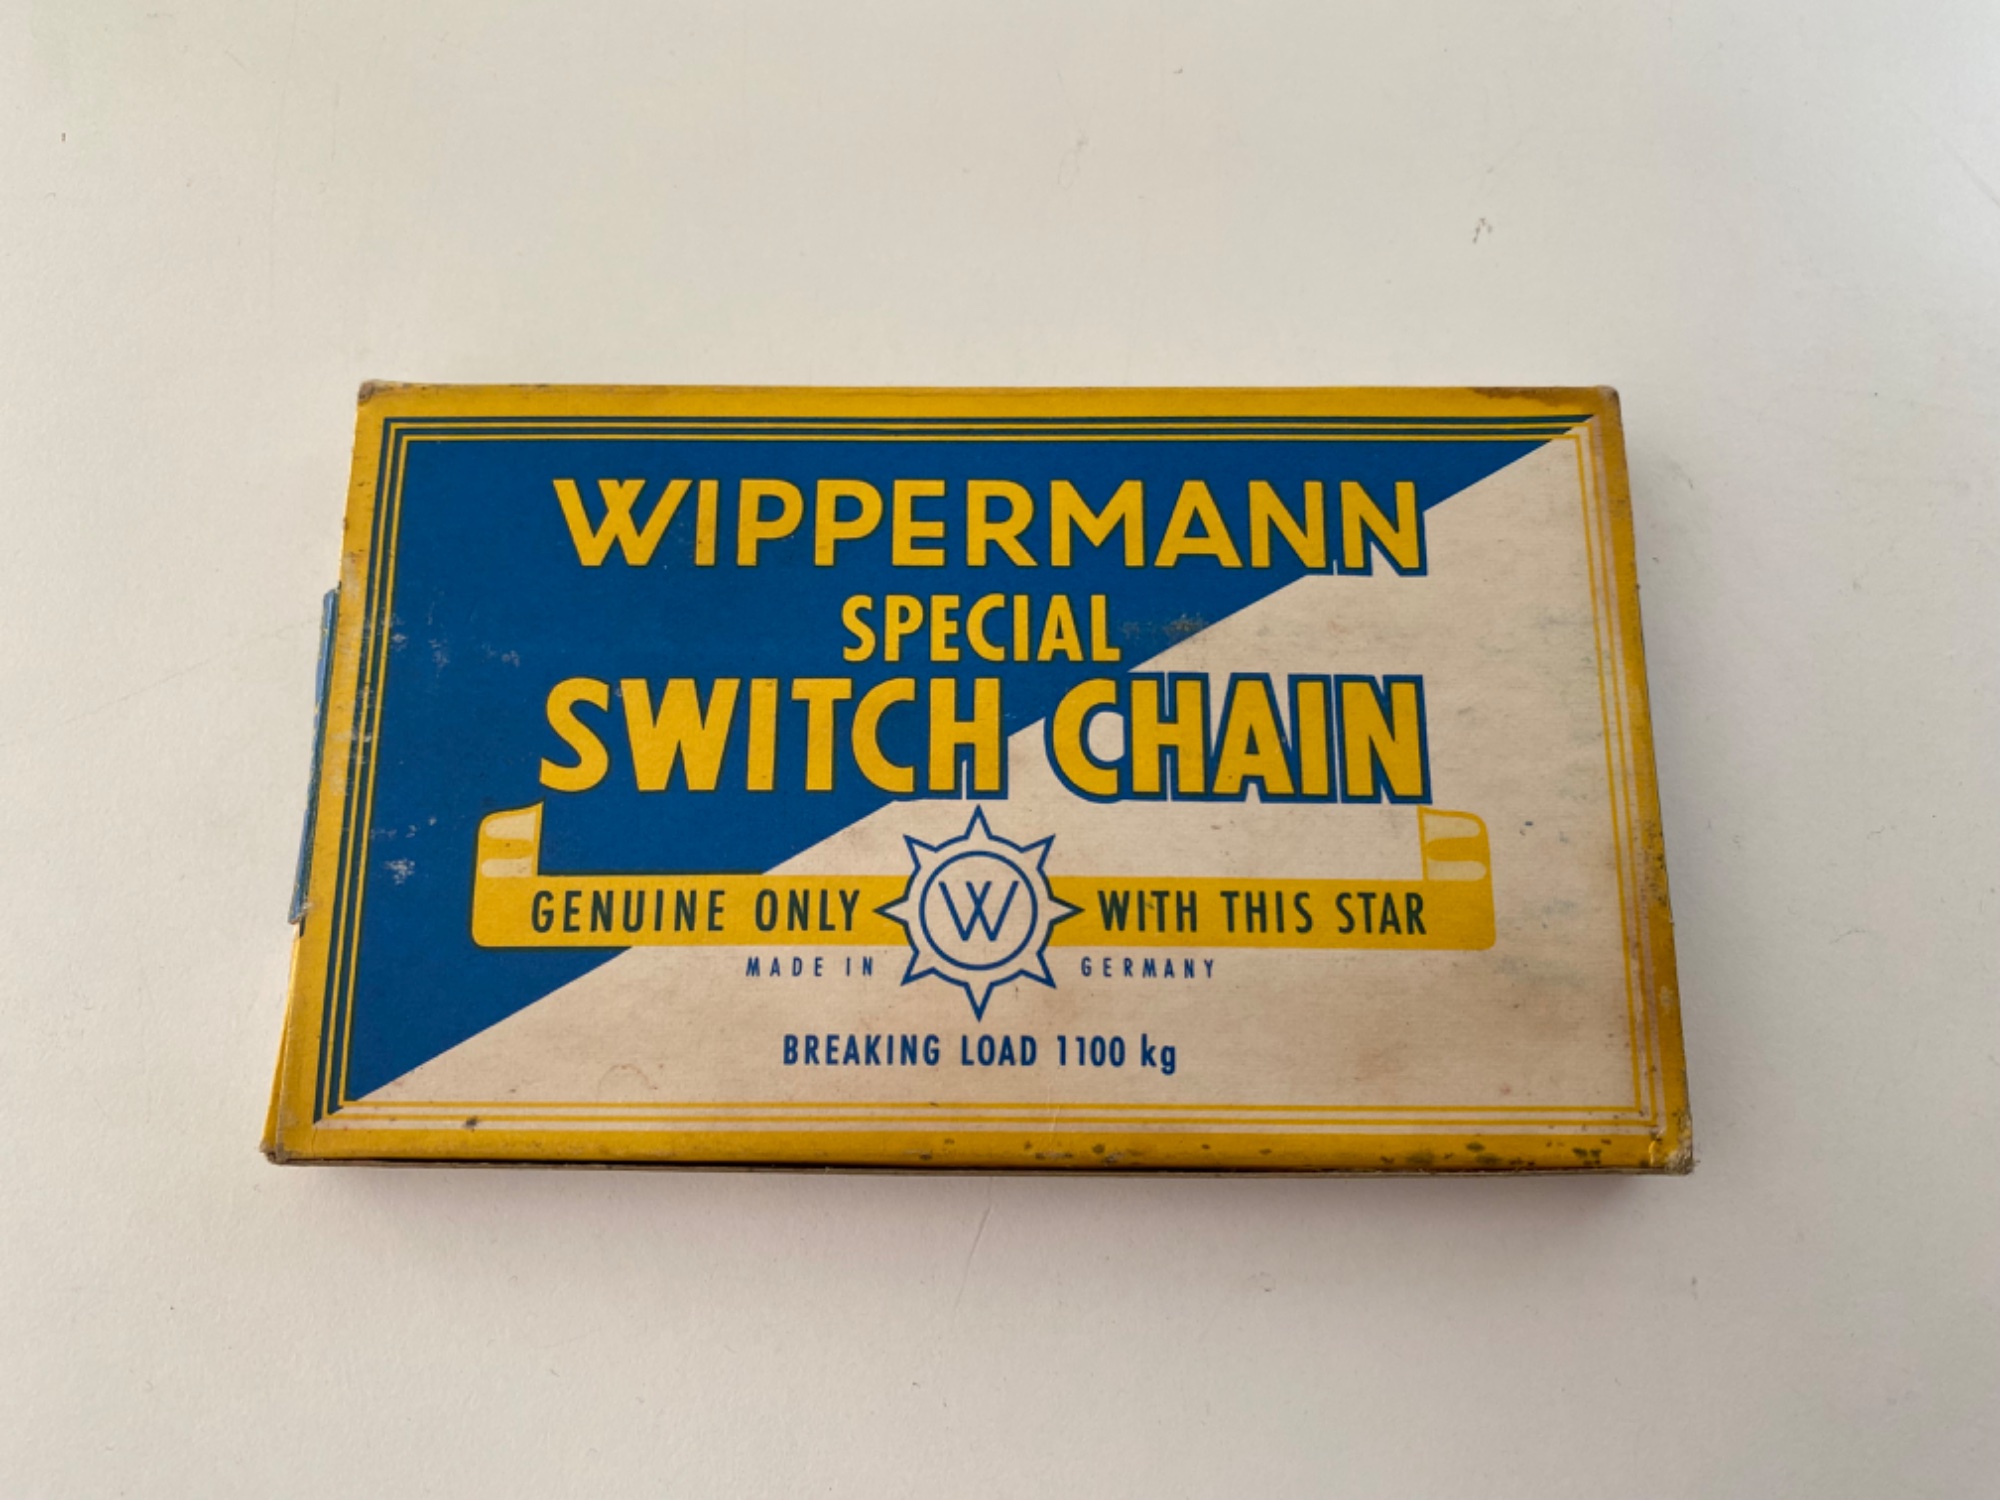 WIPPERMANN
SPECIAL
SWITCH CHAIN
GENUINE ONLY W WITH THIS STAR
MADE IN GERMANY
BREAKING LOAD 1100 kg